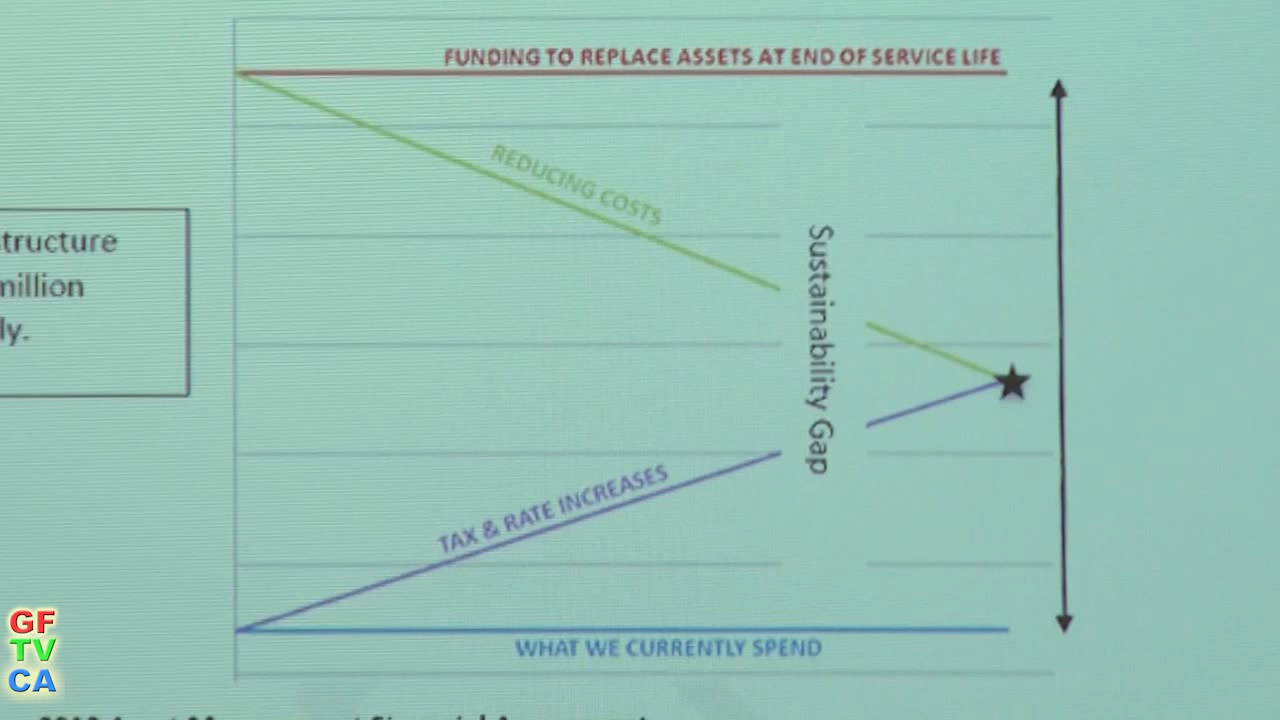 FUNDING TO REPLACE ASSETS AT END OF SERVICE LIFE
REDUCING COSTS
tructure
million
ly.
Sustainability Gap
TAX & RATE INCREASES
WHAT WE CURRENTLY SPEND
GF
TV
CA